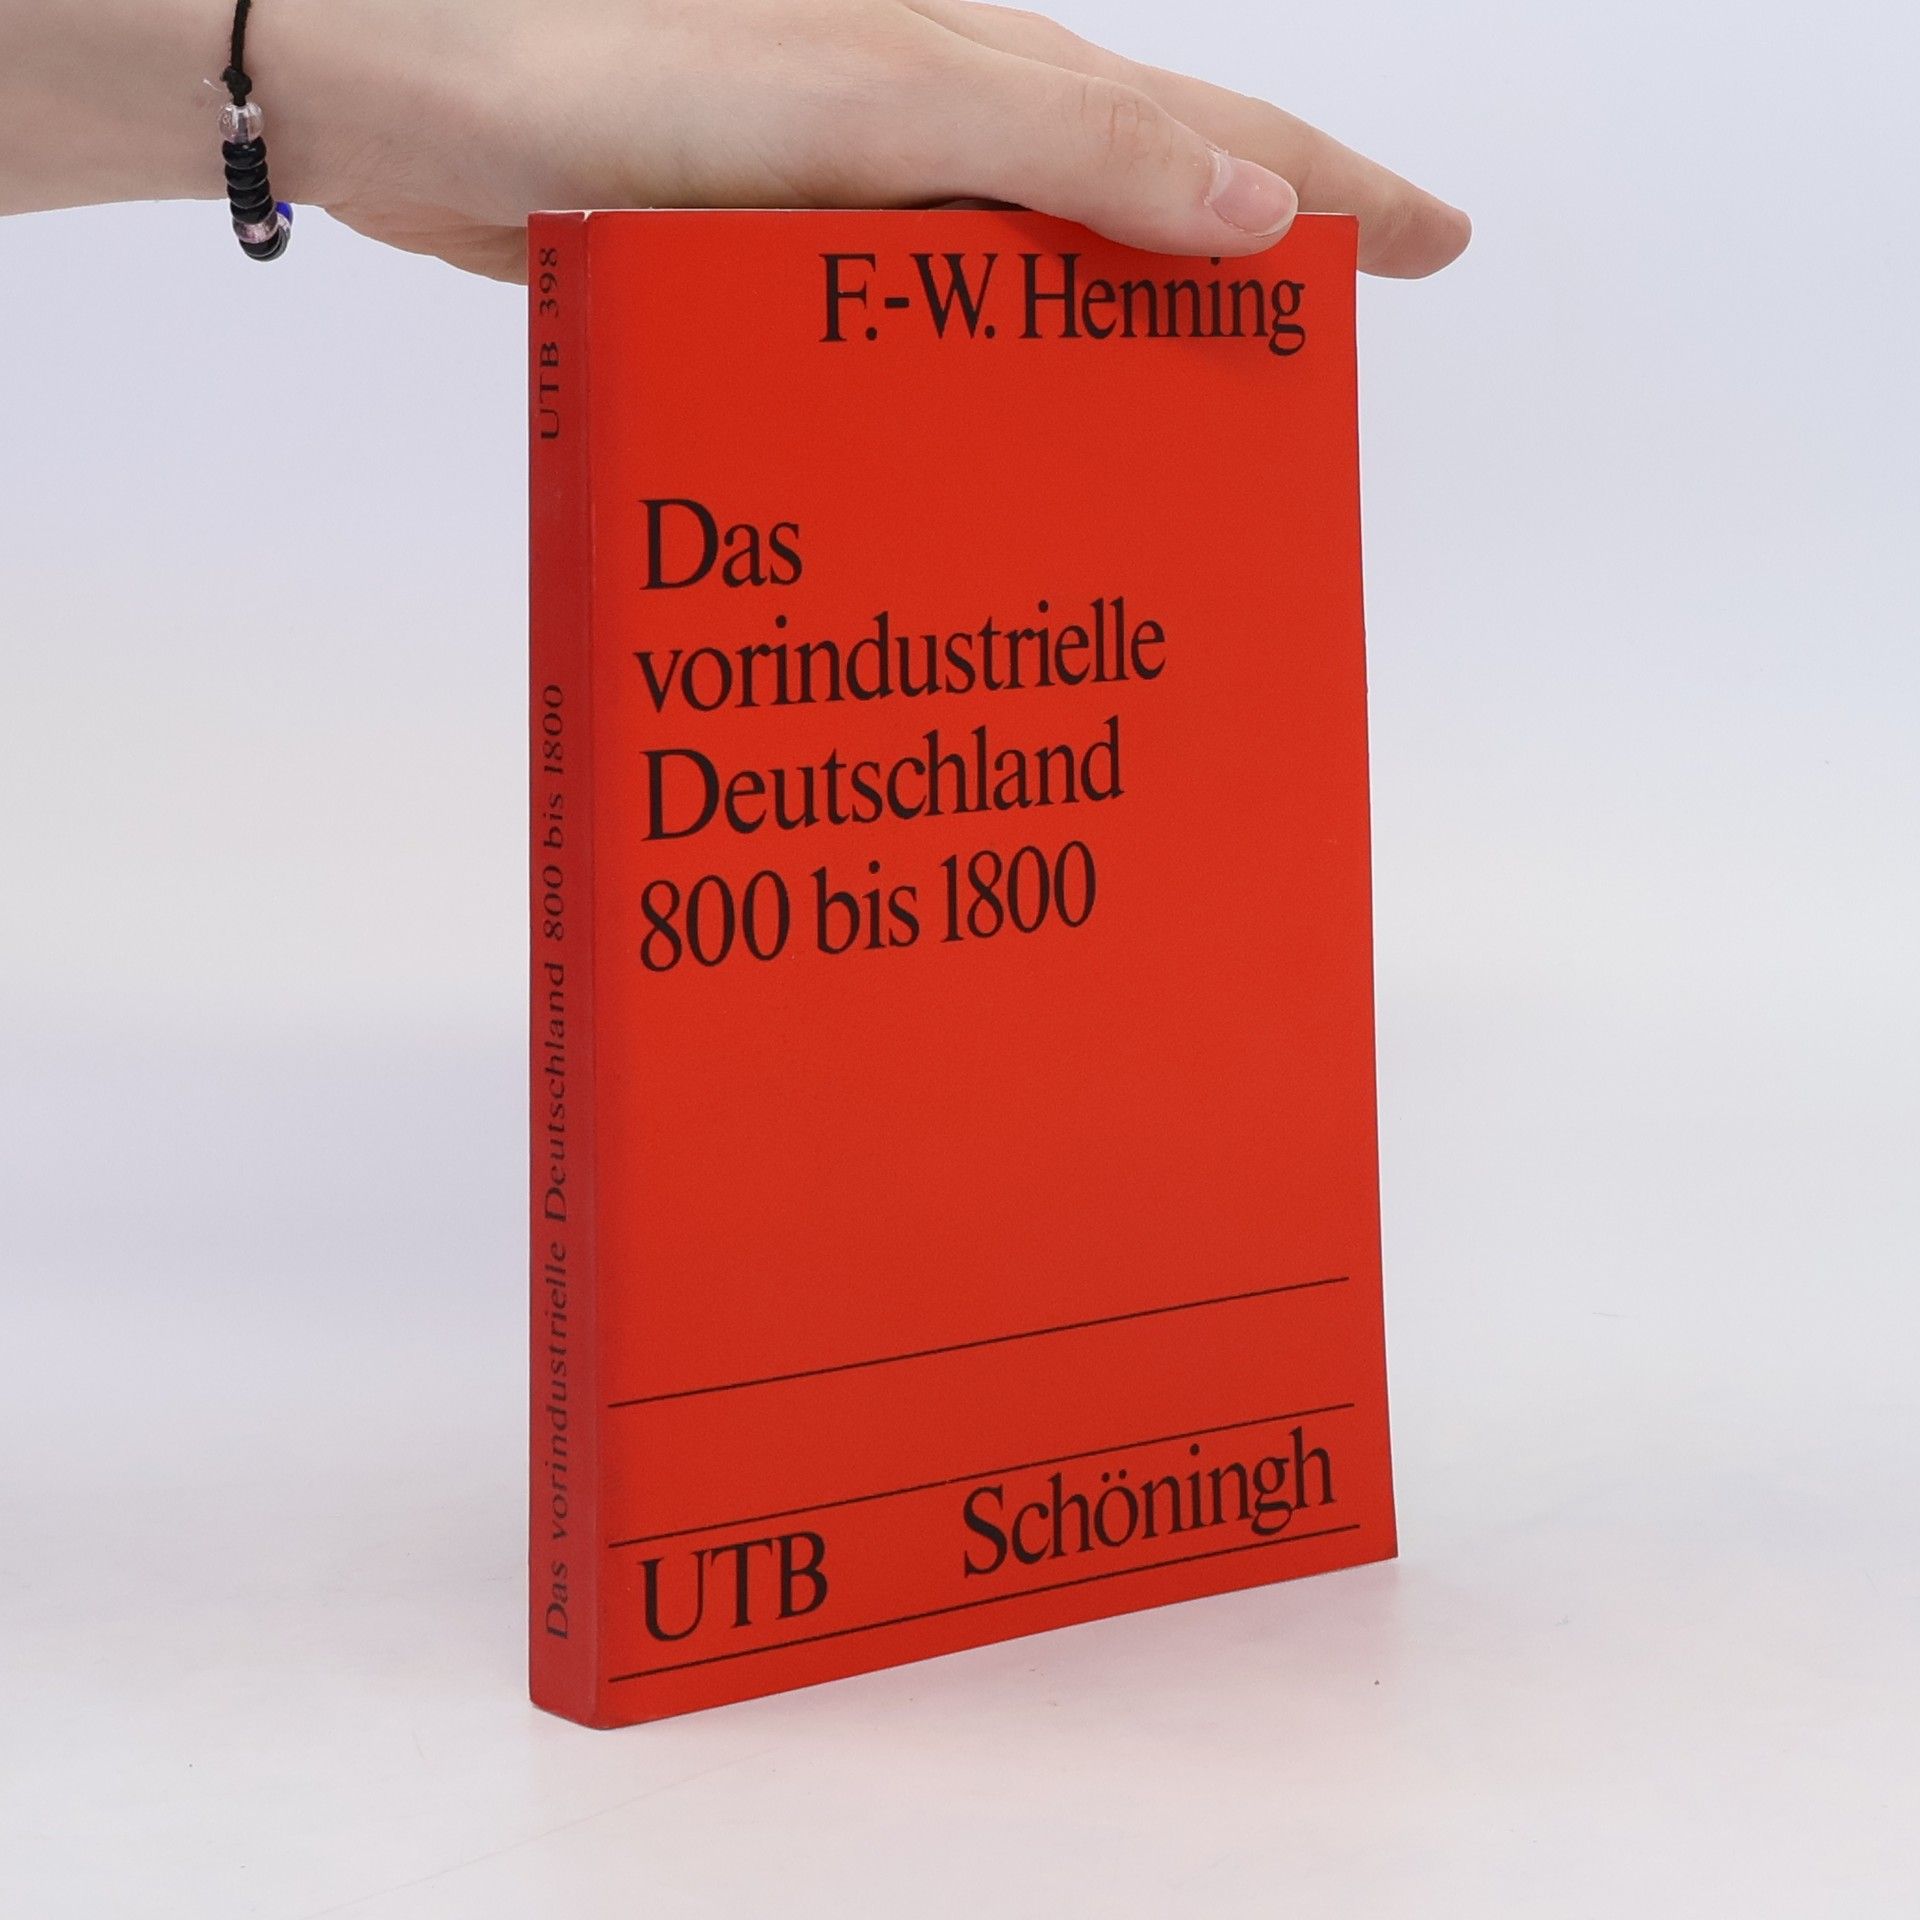 F.-W. Henning
Das
vorindustrielle
Deutschland
800 bis 1800
UTB Schöningh
Das vorindustrielle Deutschland 800 bis 1800 UTB 398